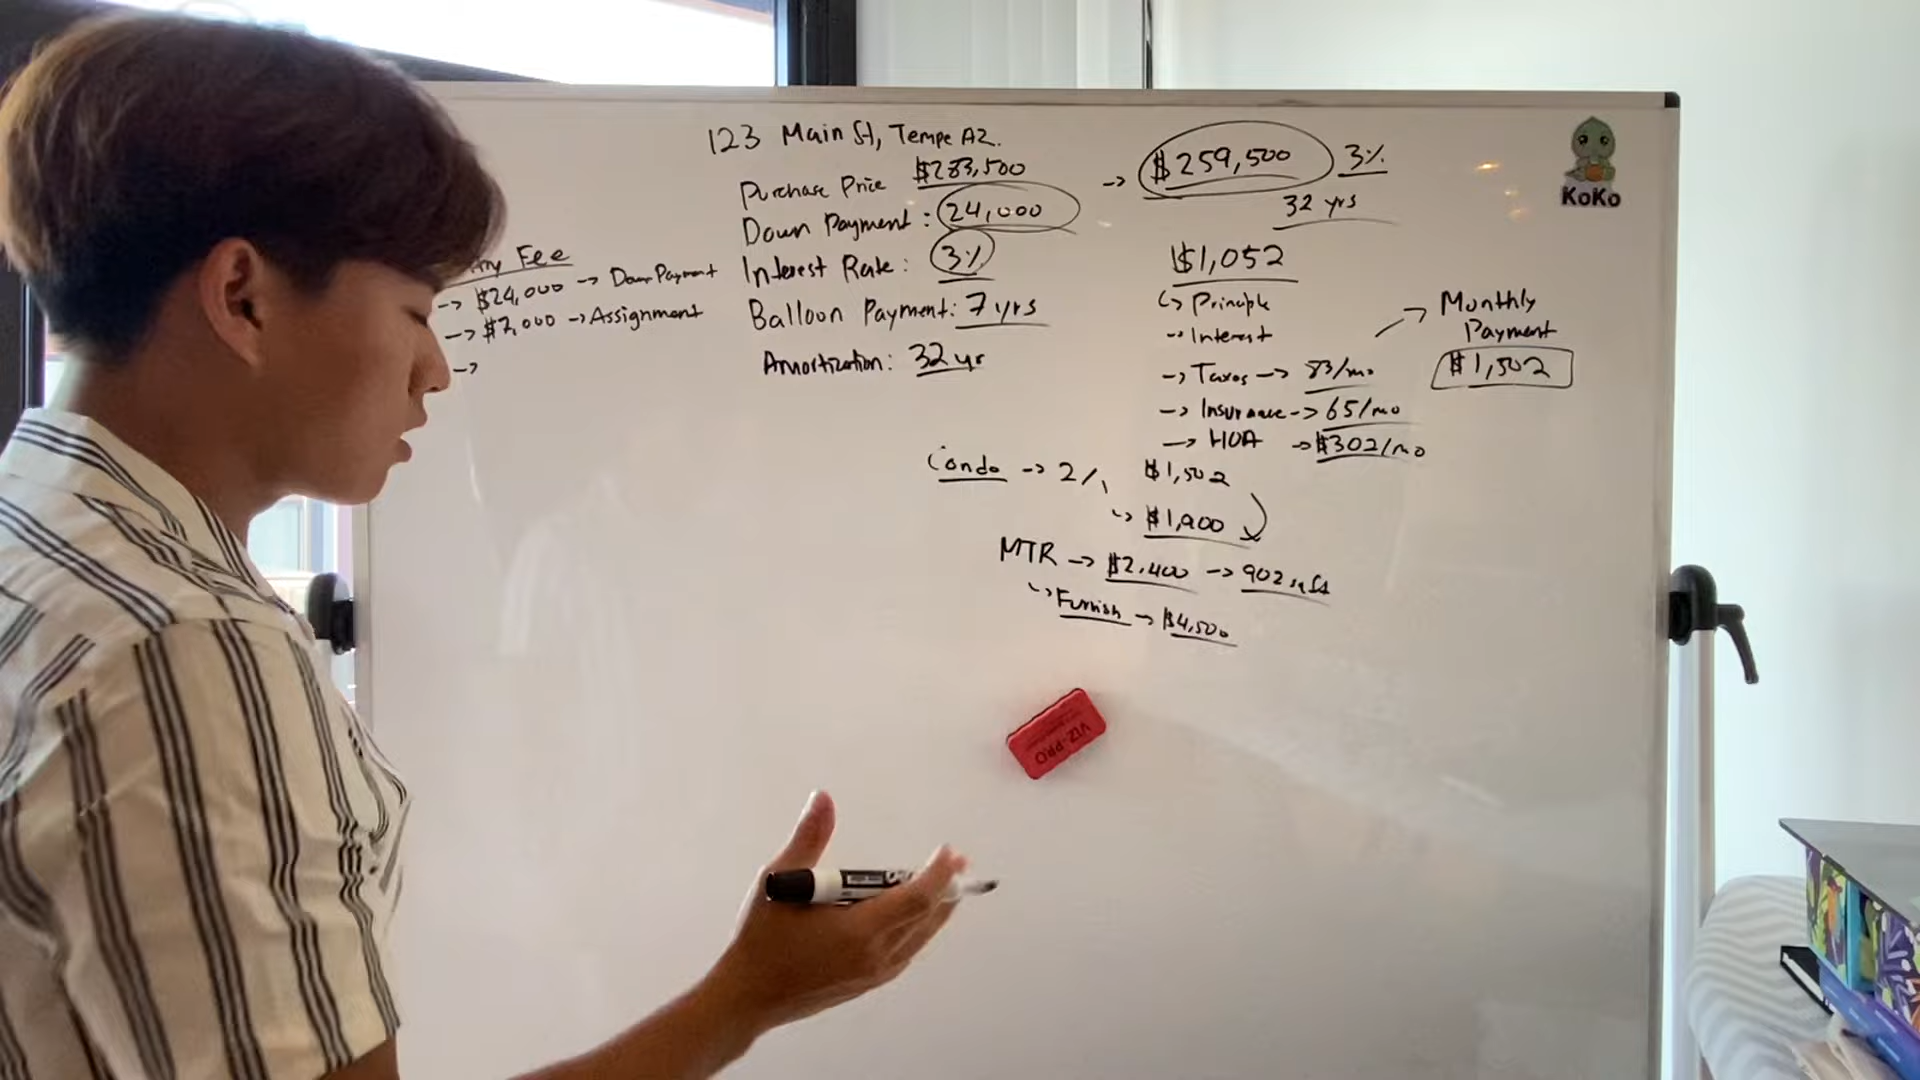 123 Main St, Tempe AZ.
Purchase Price $283,500
Down Payment: 24,000
Interest Rate: 3%
Balloon Payment: 7 yrs
Amortization: 32 yr
Fee
-> $24,000 -> Down Payment
-> $7,000 -> Assignment
->
-> $259,500 3%
32 yrs
$1,052
↳ Principle
-> Interest
-> Taxes -> 83/mo
-> Insurance -> 65/mo
-> HOA -> $302/mo
-> Monthly
Payment
$1,502
Condo -> 2/1 $1,502
↳ $1,900
MTR -> $2,400 -> 902 sqft
↳ Furnish -> $4,500
KoKo
VIZ-PRO